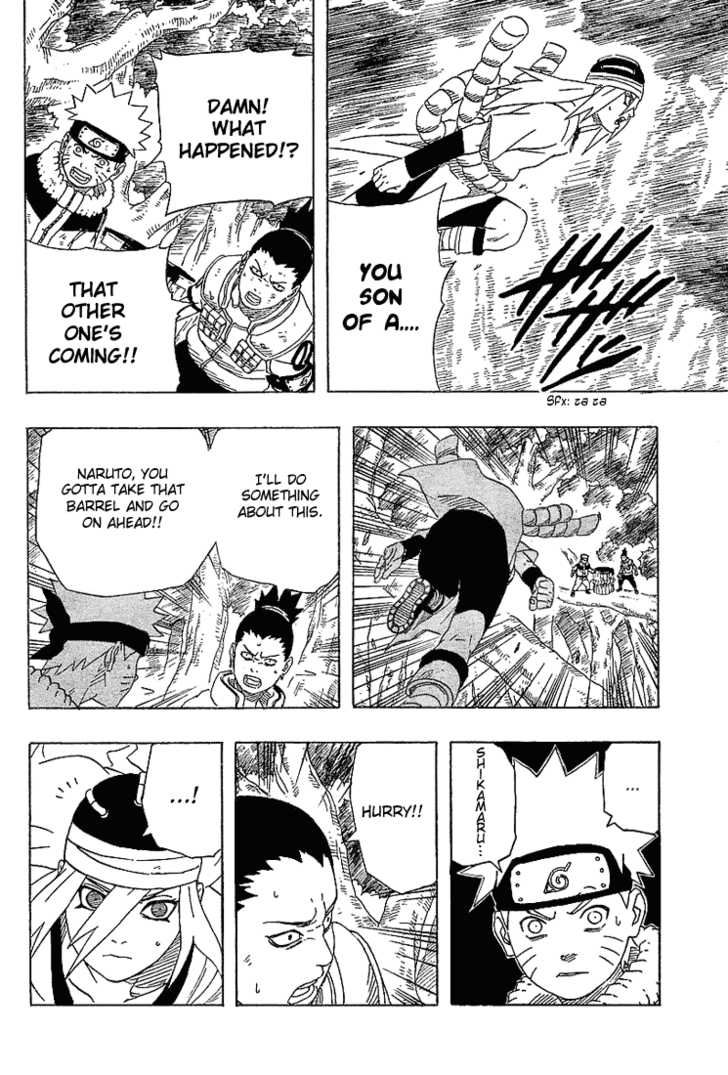 YOU
SON
OF A....
Sfx: za za
DAMN!
WHAT
HAPPENED!?
THAT
OTHER
ONE'S
COMING!!
I'LL DO
SOMETHING
ABOUT THIS.
NARUTO, YOU
GOTTA TAKE THAT
BARREL AND GO
ON AHEAD!!
...
SHIKAMARU...
HURRY!!
...!